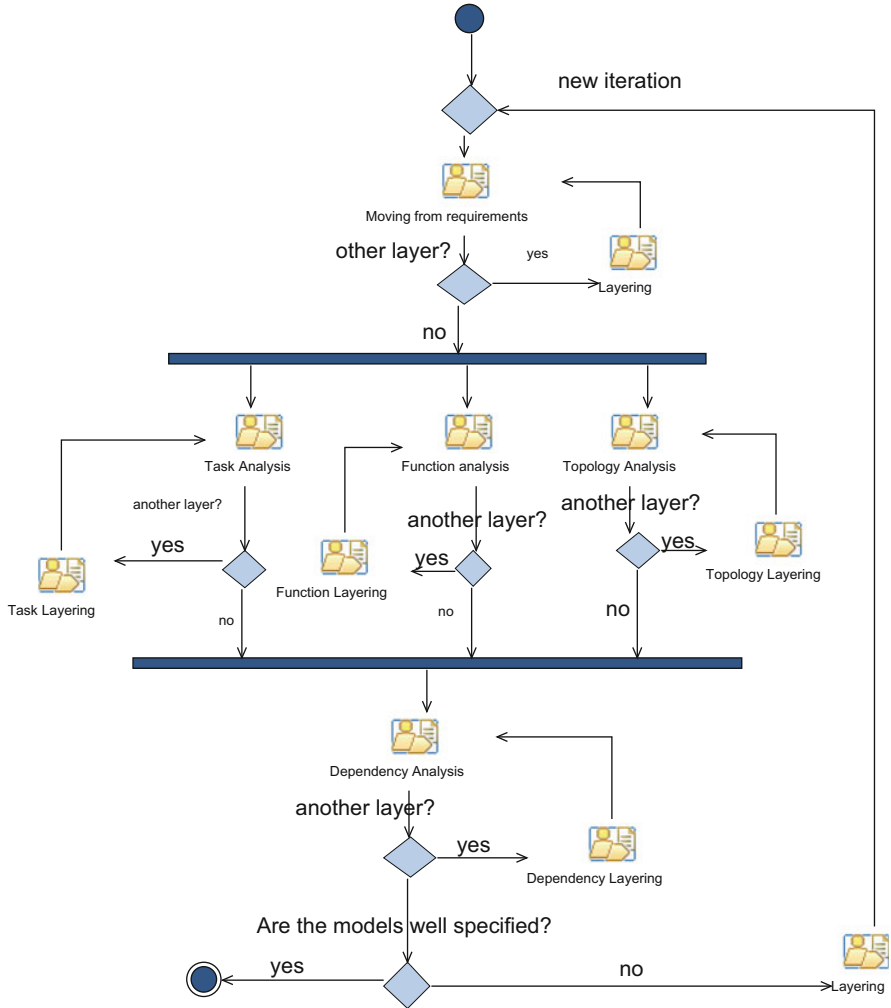 new iteration
Moving from requirements
other layer?
yes
Layering
no
Task Analysis
Function analysis
Topology Analysis
another layer?
another layer?
another layer?
yes
yes
yes
Task Layering
Function Layering
Topology Layering
no
no
no
Dependency Analysis
another layer?
yes
Dependency Layering
Are the models well specified?
yes
no
Layering